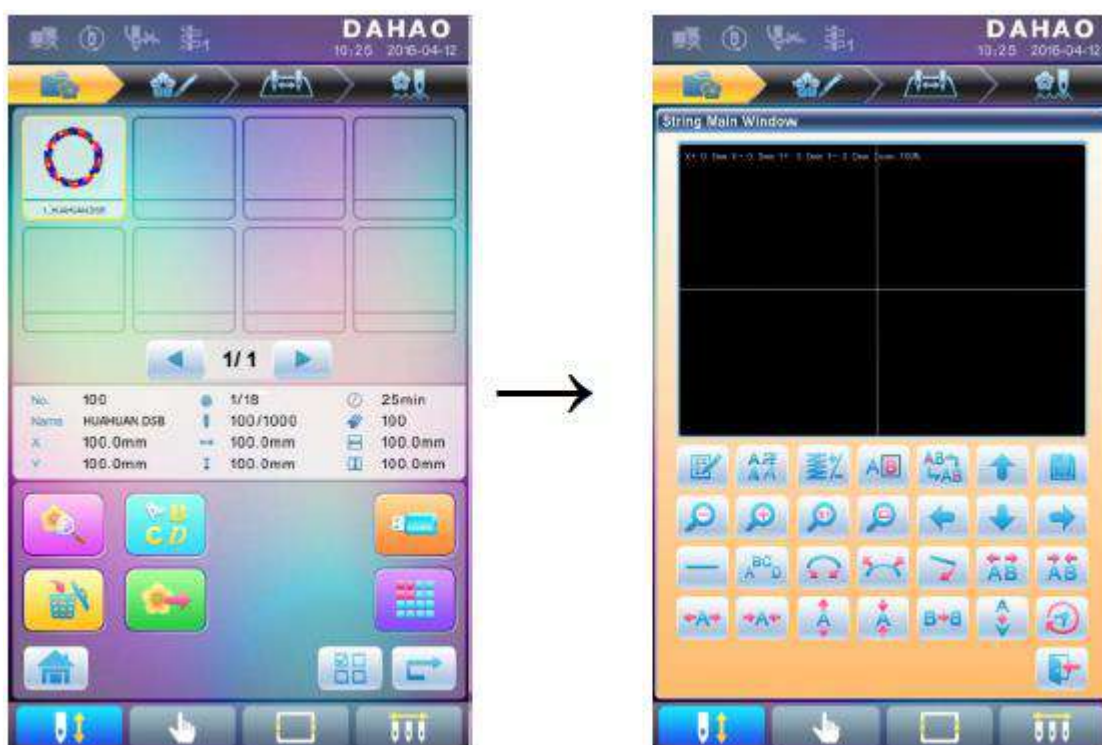 DAHAO
10:25 2016-04-12
1/1
No. 100 1/18 25min
Name HUAHUAN.DSB 100/1000 100
X 100.0mm 100.0mm 100.0mm
Y 100.0mm 100.0mm 100.0mm
DAHAO
10:25 2016-04-12
String Main Window